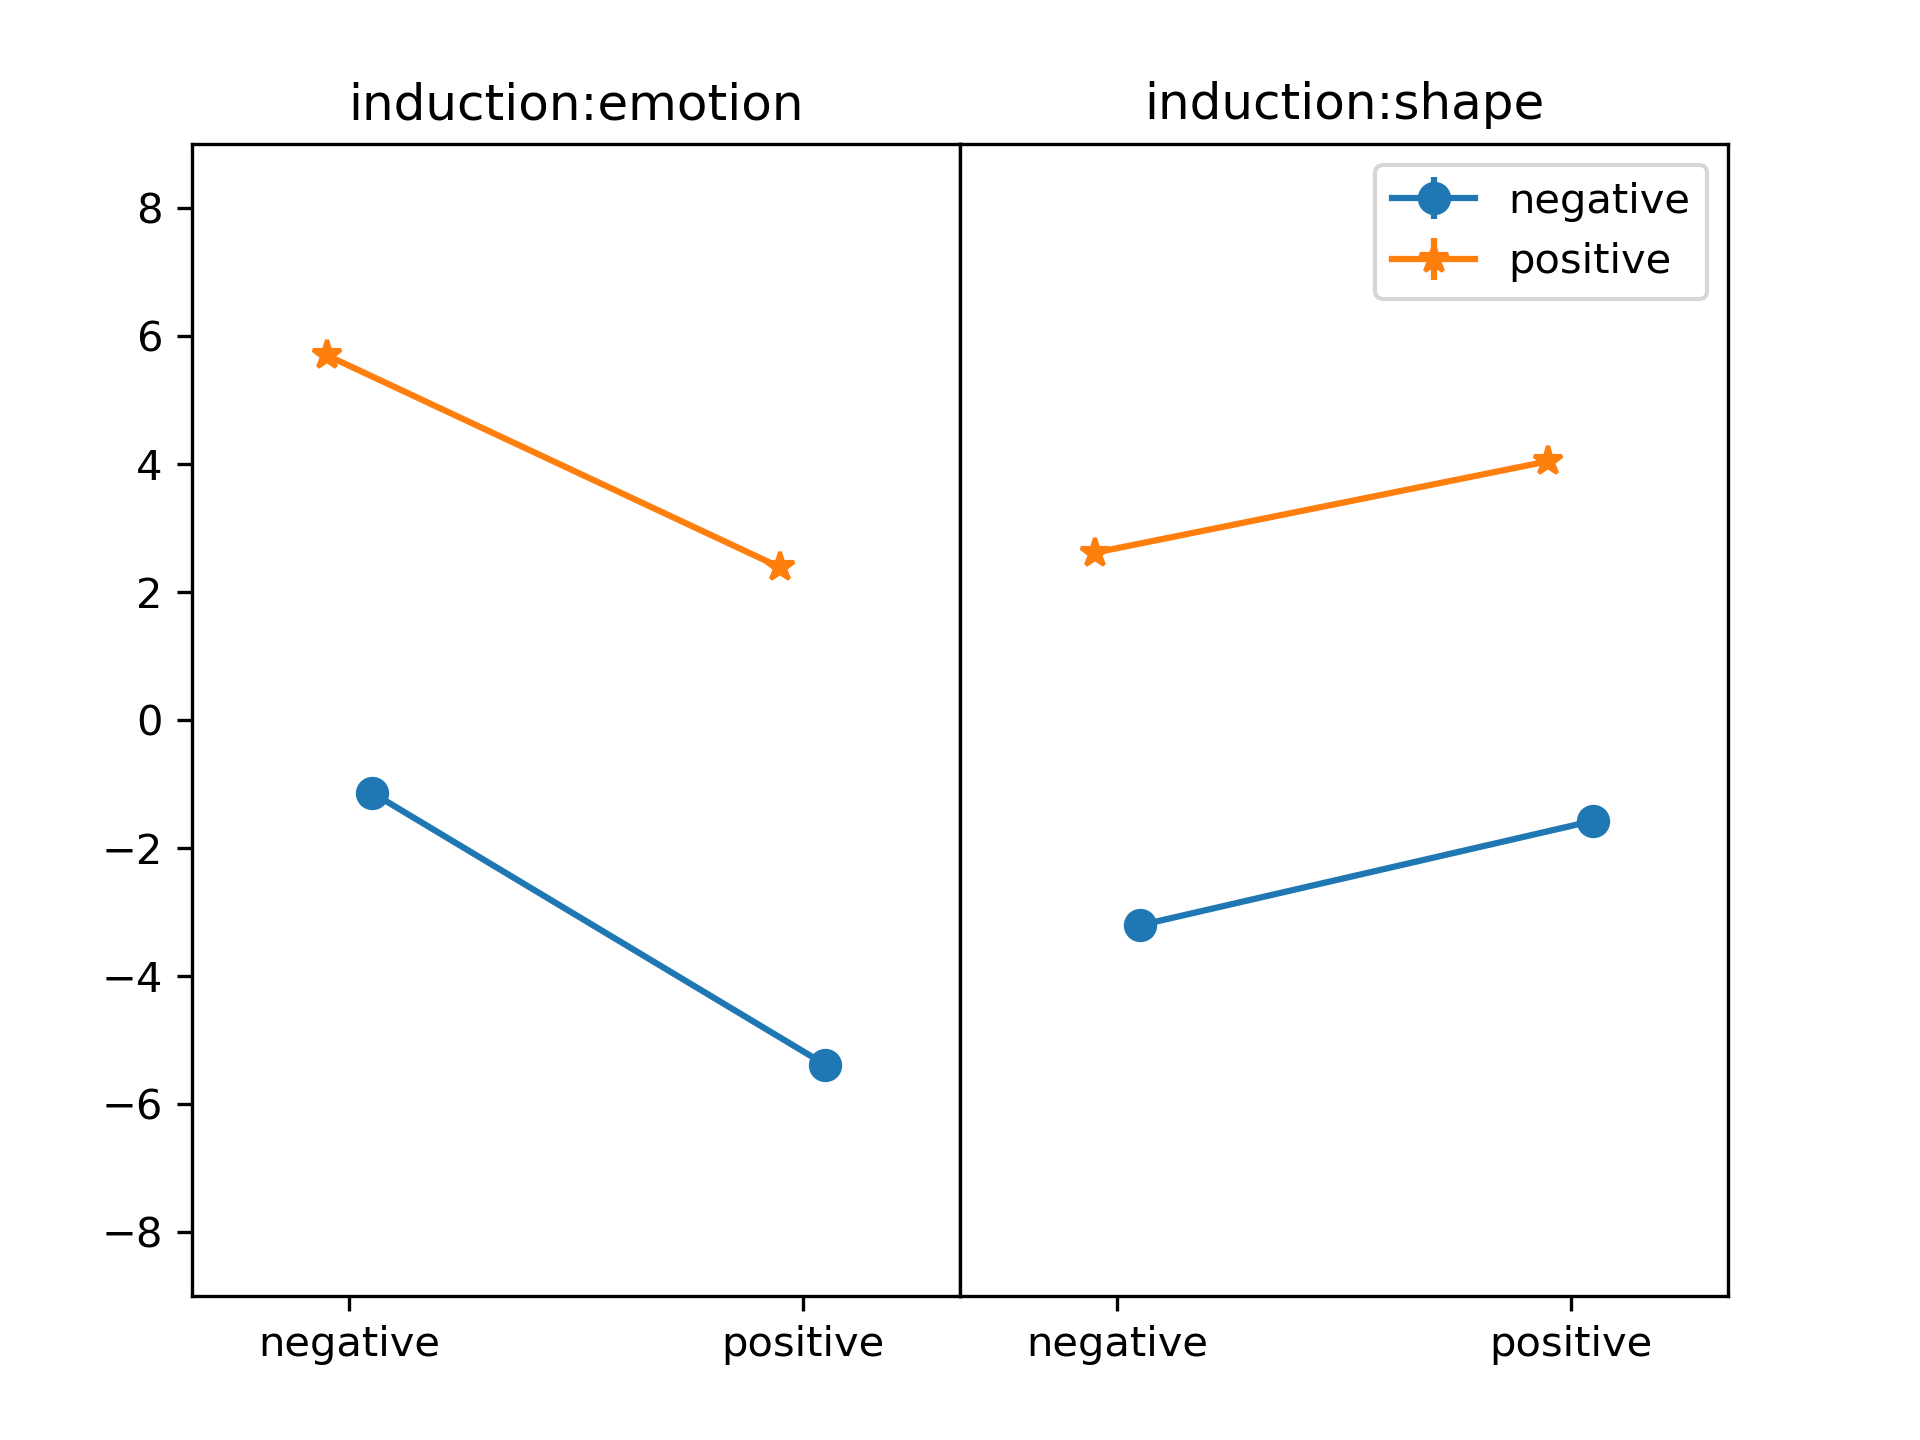 induction:emotion
induction:shape
negative
positive
8
6
4
2
0
−2
−4
−6
−8
negative
positive
negative
positive